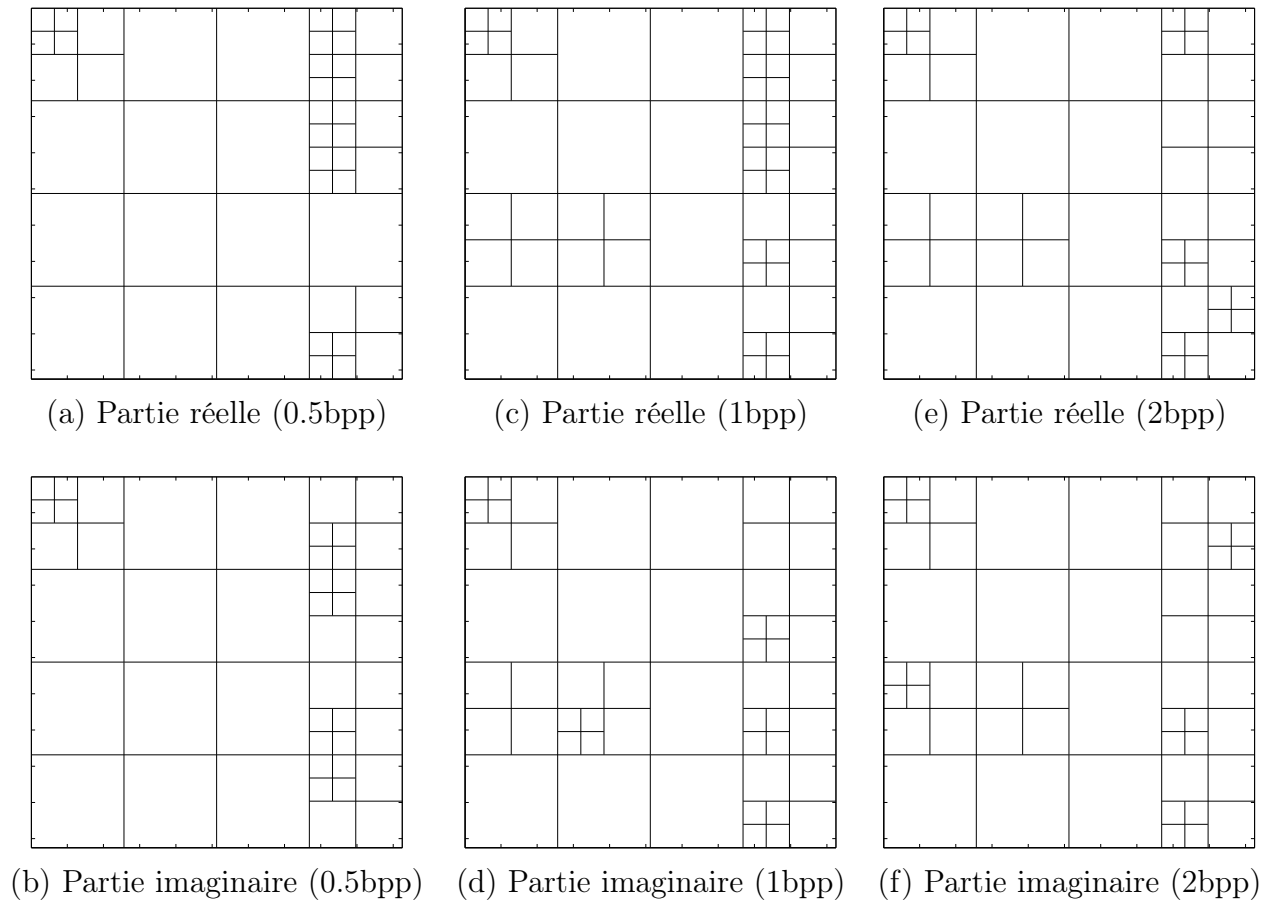 (a) Partie réelle (0.5bpp)
(c) Partie réelle (1bpp)
(e) Partie réelle (2bpp)
(b) Partie imaginaire (0.5bpp)
(d) Partie imaginaire (1bpp)
(f) Partie imaginaire (2bpp)